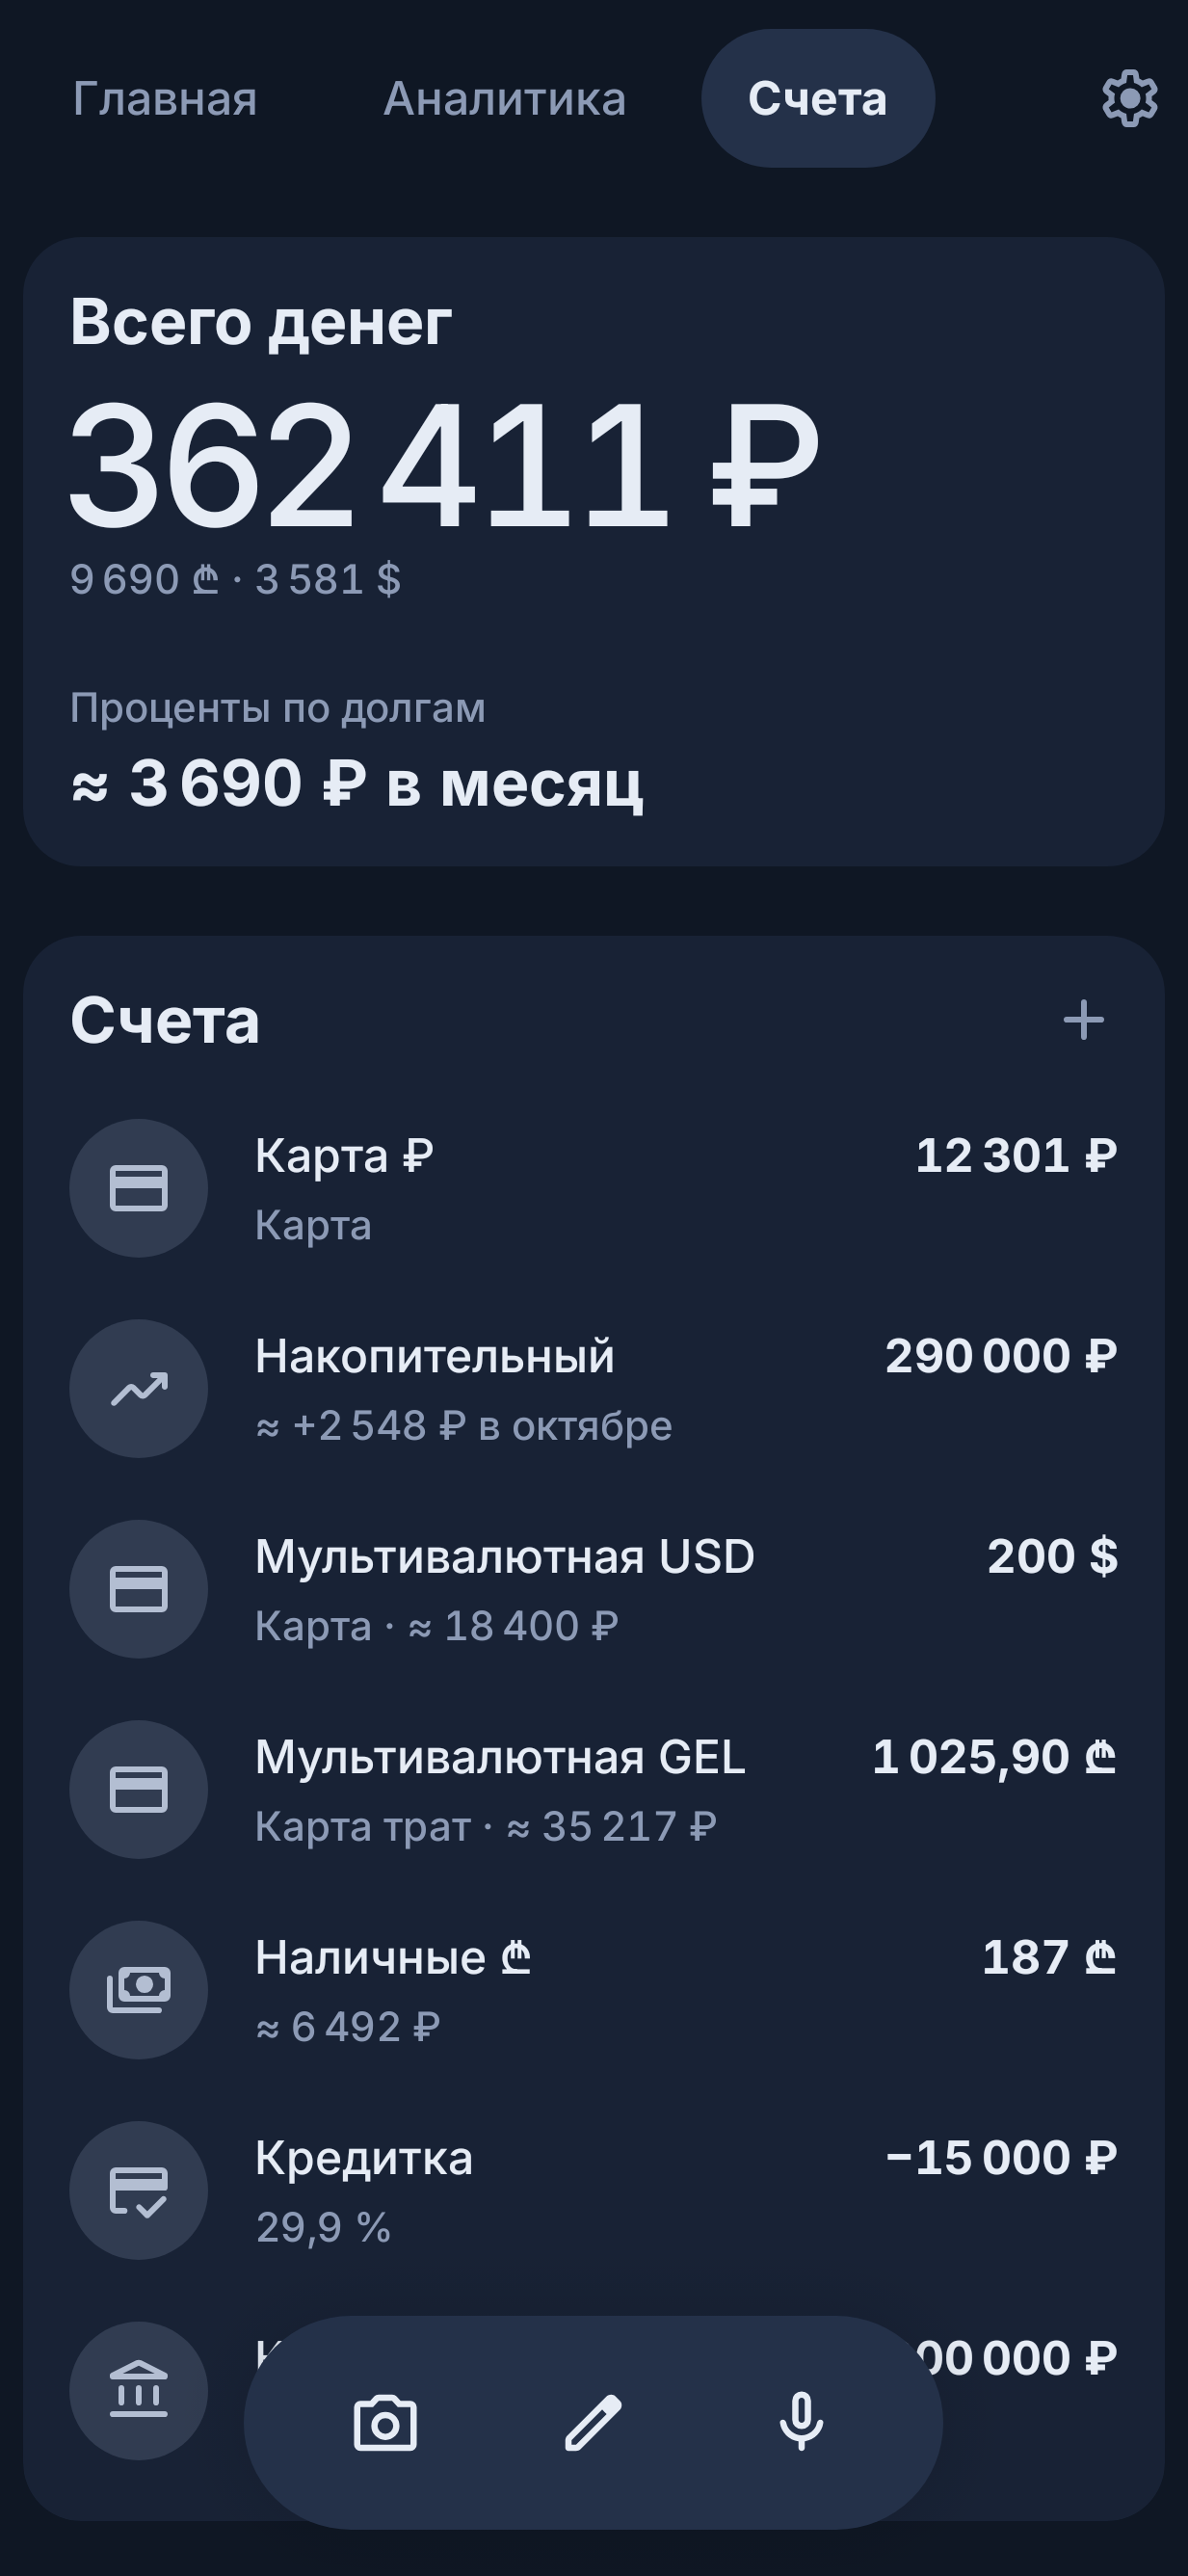 Главная Аналитика Счета
Всего денег
362 411 ₽
9 690 ₾ · 3 581 $
Проценты по долгам
≈ 3 690 ₽ в месяц
Счета
Карта ₽ 12 301 ₽
Карта
Накопительный 290 000 ₽
≈ +2 548 ₽ в октябре
Мультивалютная USD 200 $
Карта · ≈ 18 400 ₽
Мультивалютная GEL 1 025,90 ₾
Карта трат · ≈ 35 217 ₽
Наличные ₾ 187 ₾
≈ 6 492 ₽
Кредитка −15 000 ₽
29,9 %
00 000 ₽